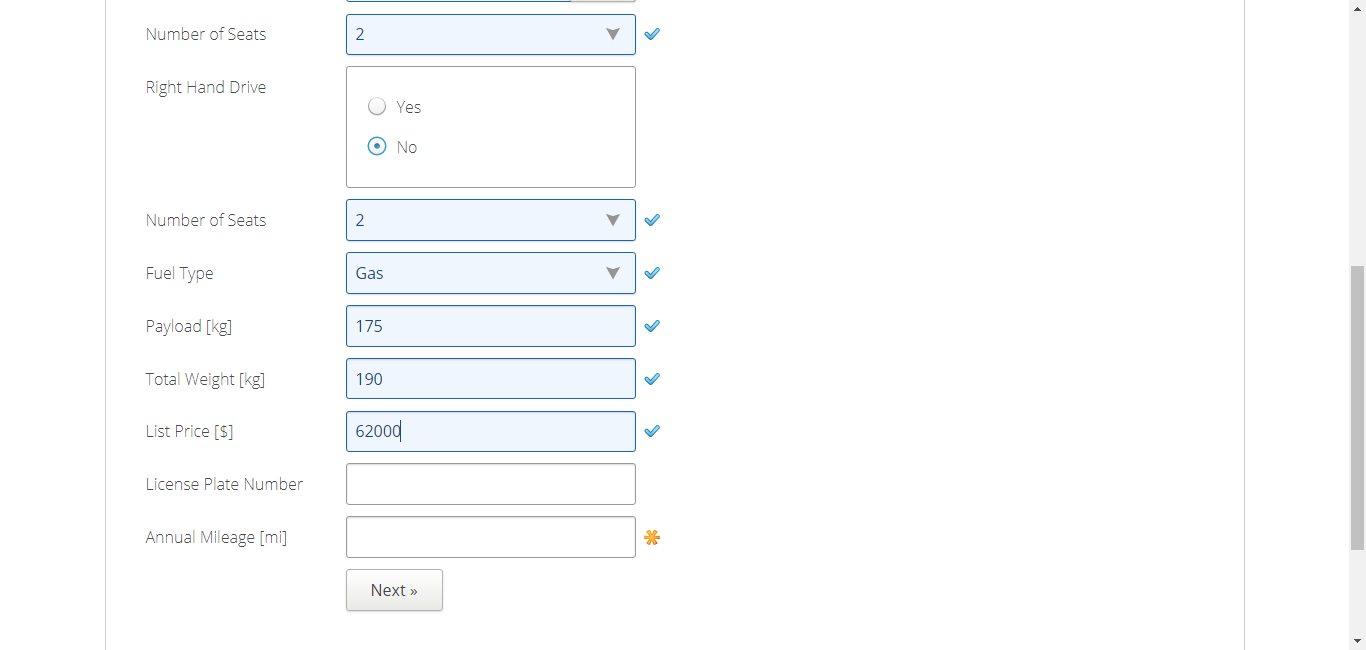 Number of Seats 2
Right Hand Drive
Yes
No
Number of Seats 2
Fuel Type Gas
Payload [kg] 175
Total Weight [kg] 190
List Price [$] 62000
License Plate Number
Annual Mileage [mi]
Next »